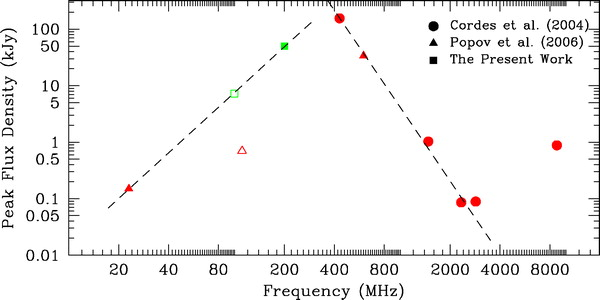 Peak Flux Density (kJy)
100
50
10
5
1
0.5
0.1
0.05
0.01
Cordes et al. (2004)
Popov et al. (2006)
The Present Work
20 40 80 200 400 800 2000 4000 8000
Frequency (MHz)